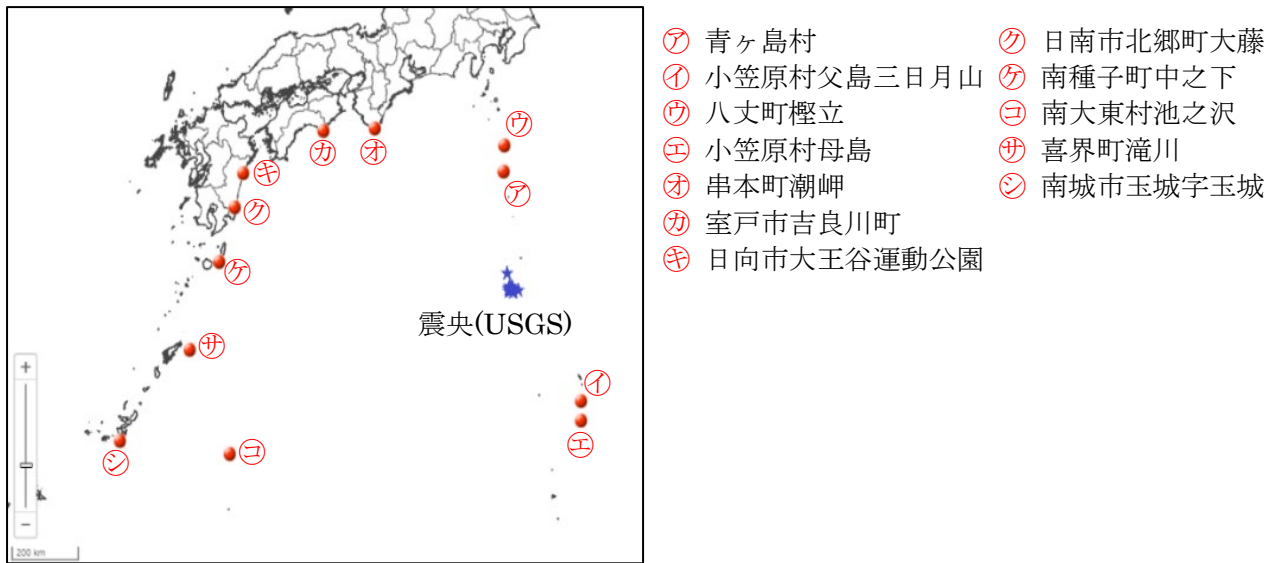 ウ
ア
カ
オ
キ
ク
ケ
震央(USGS)
サ
イ
エ
コ
シ
+
−
200 km
㋐ 青ヶ島村
㋑ 小笠原村父島三日月山
㋒ 八丈町樫立
㋓ 小笠原村母島
㋔ 串本町潮岬
㋕ 室戸市吉良川町
㋖ 日向市大王谷運動公園
㋗ 日南市北郷町大藤
㋘ 南種子町中之下
㋙ 南大東村池之沢
㋚ 喜界町滝川
㋛ 南城市玉城字玉城